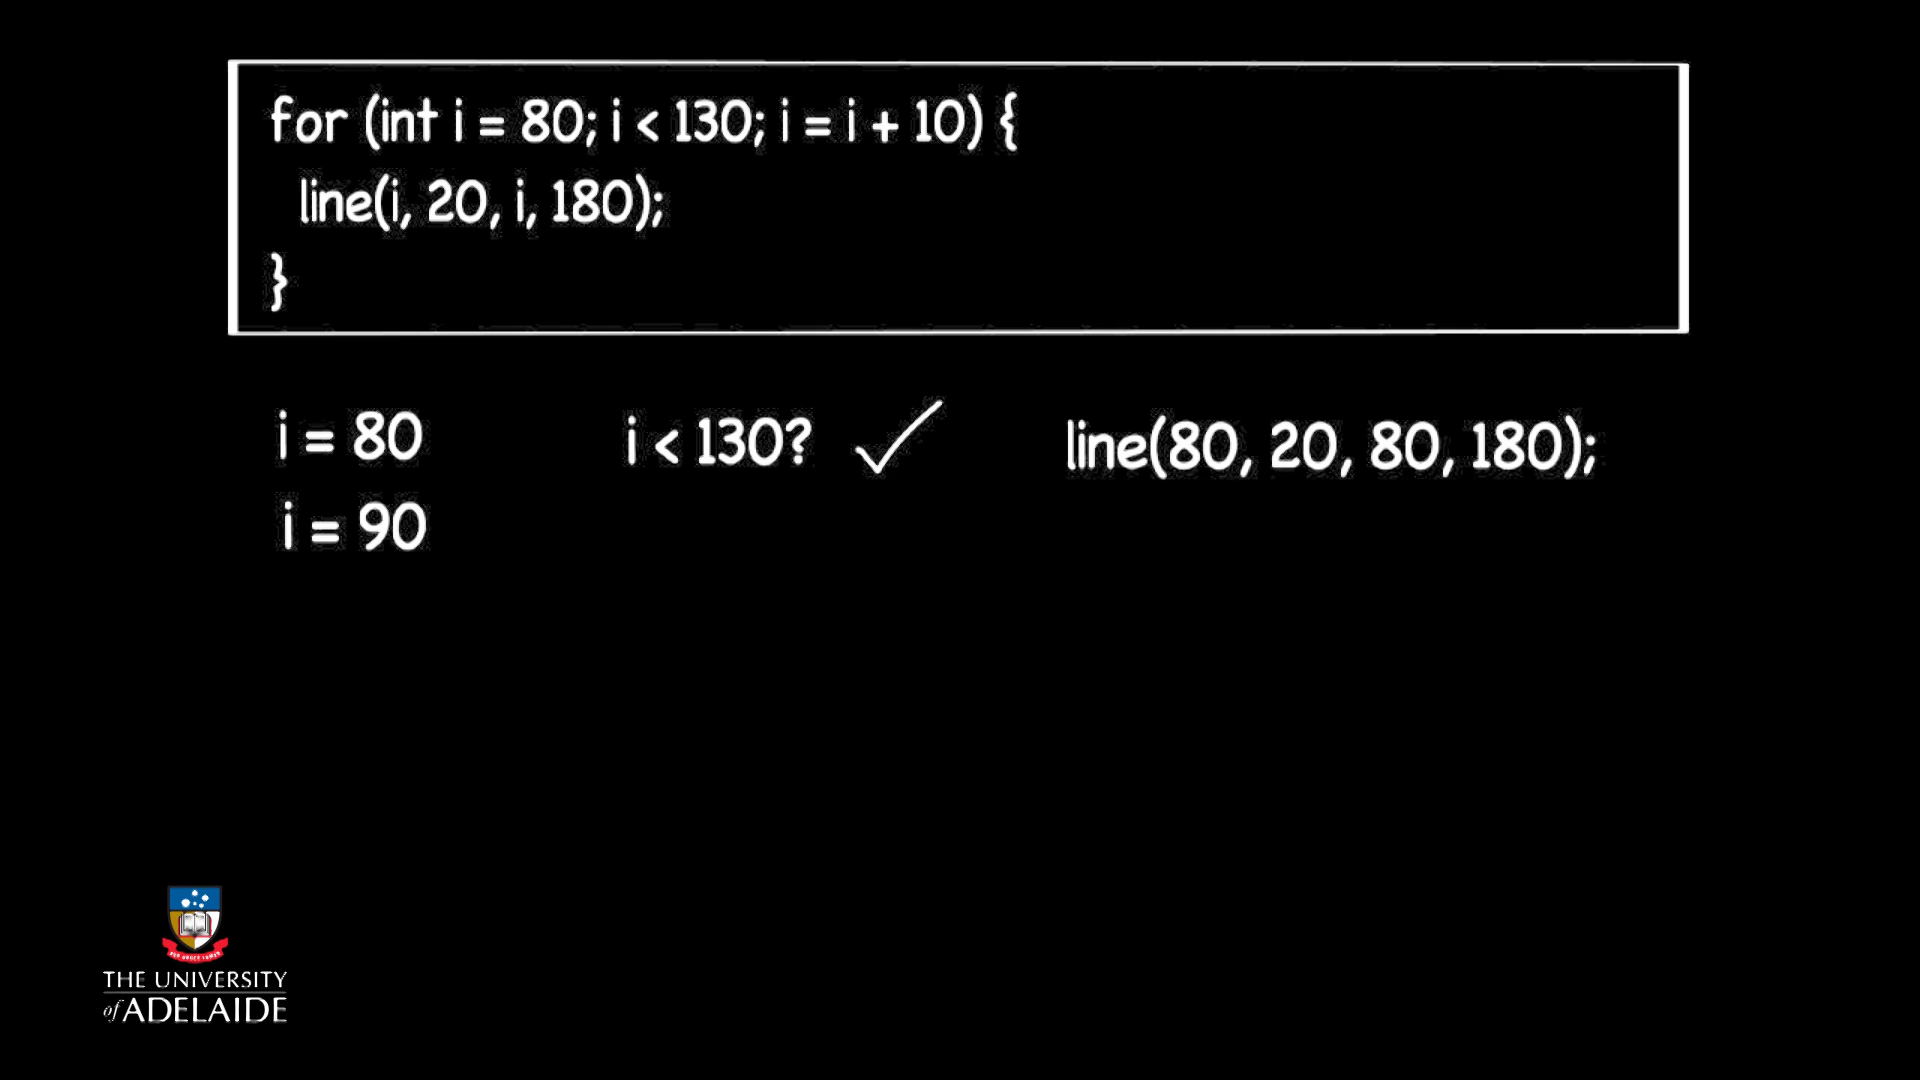 for (int i = 80; i < 130; i = i + 10) {
line(i, 20, i, 180);
}
i = 80 i < 130? ✓ line(80, 20, 80, 180);
i = 90
THE UNIVERSITY
of ADELAIDE